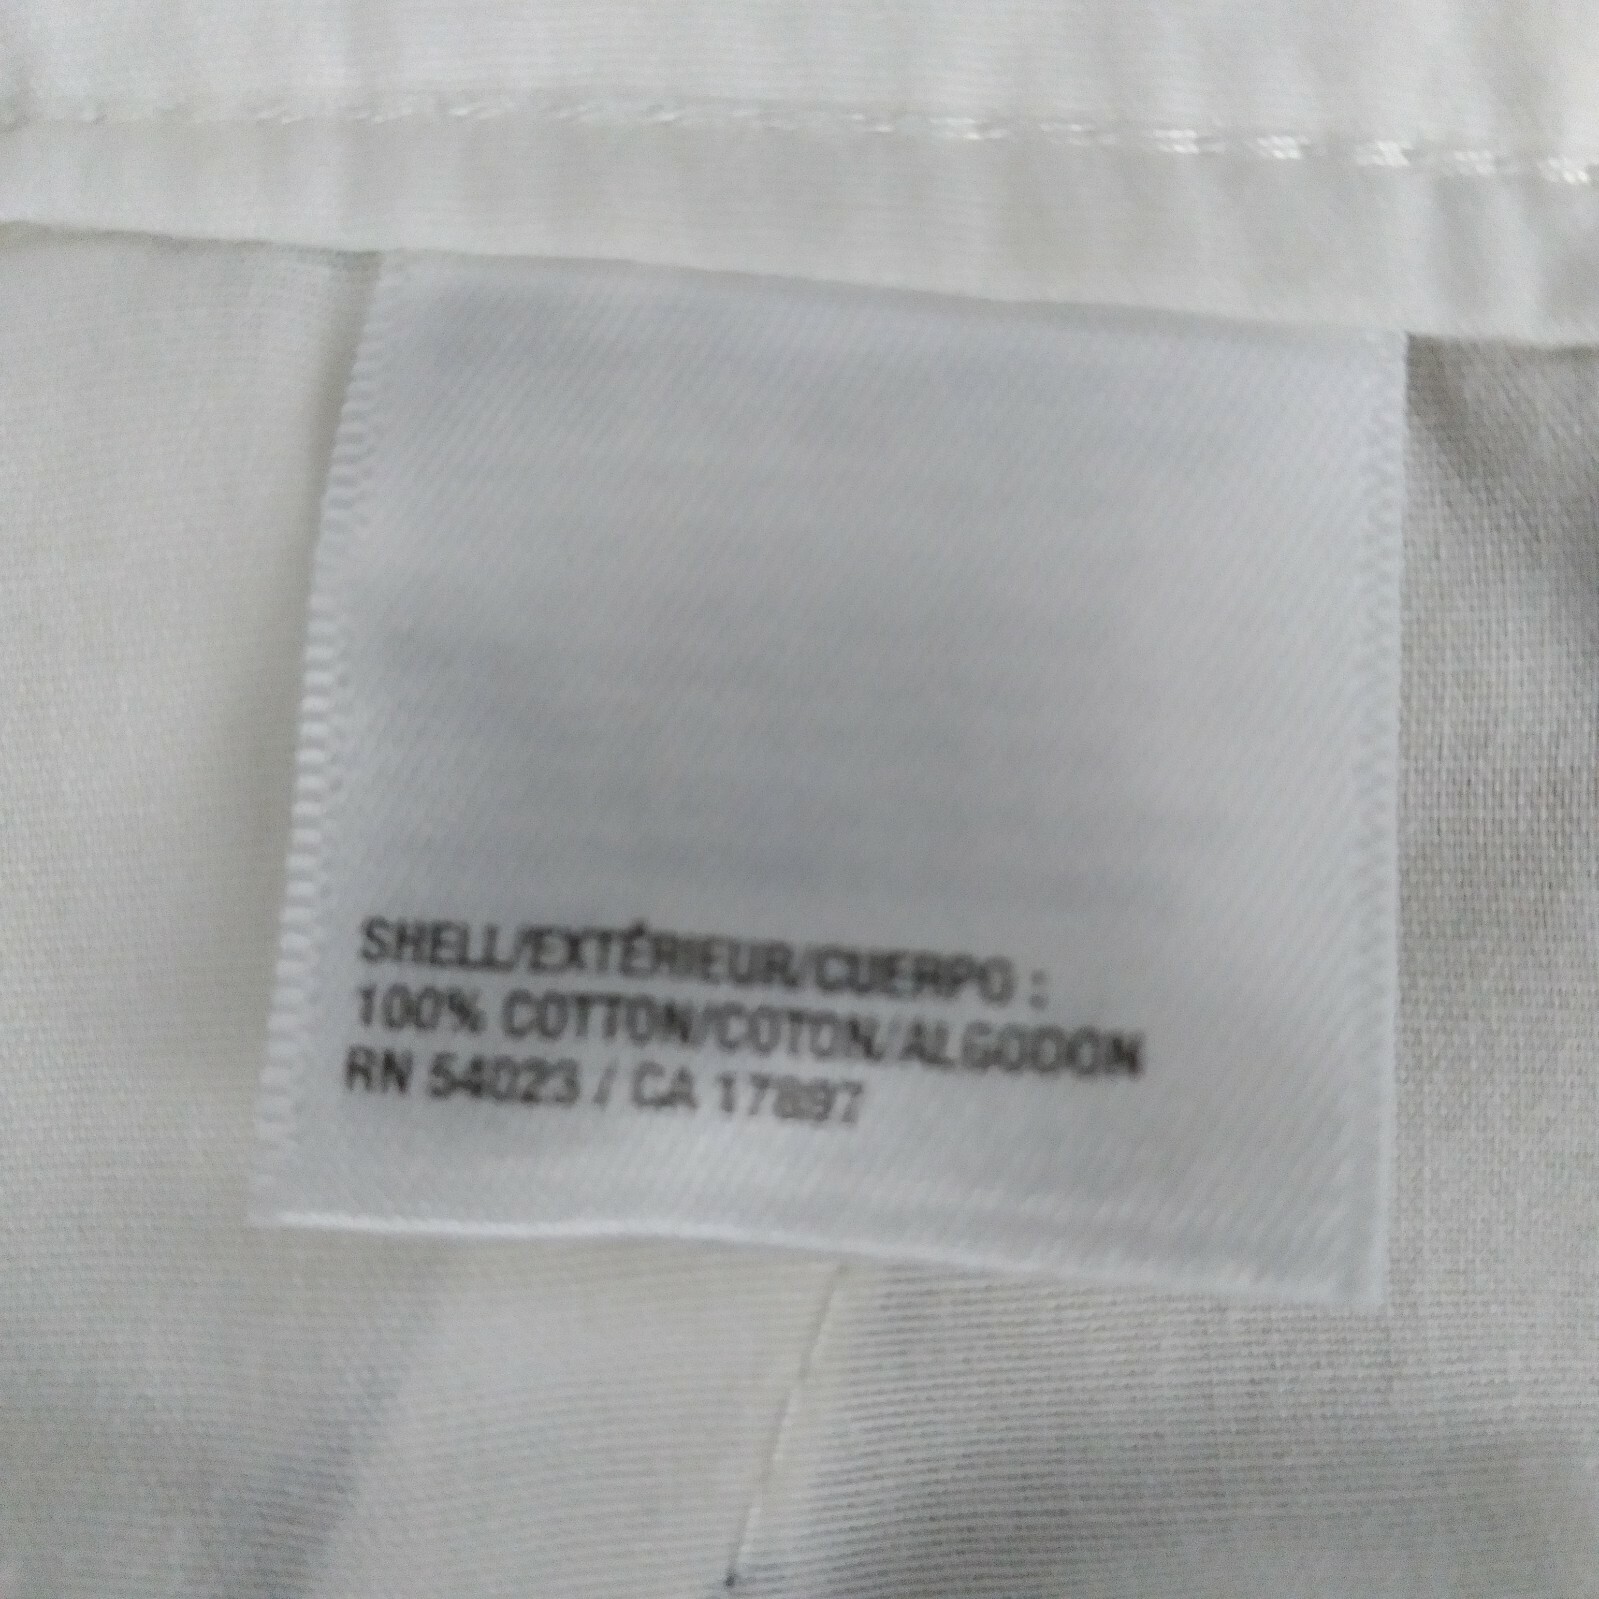 SHELL/EXTÉRIEUR/CUERPO :
100% COTTON/COTON/ALGODON
RN 54023 / CA 17897